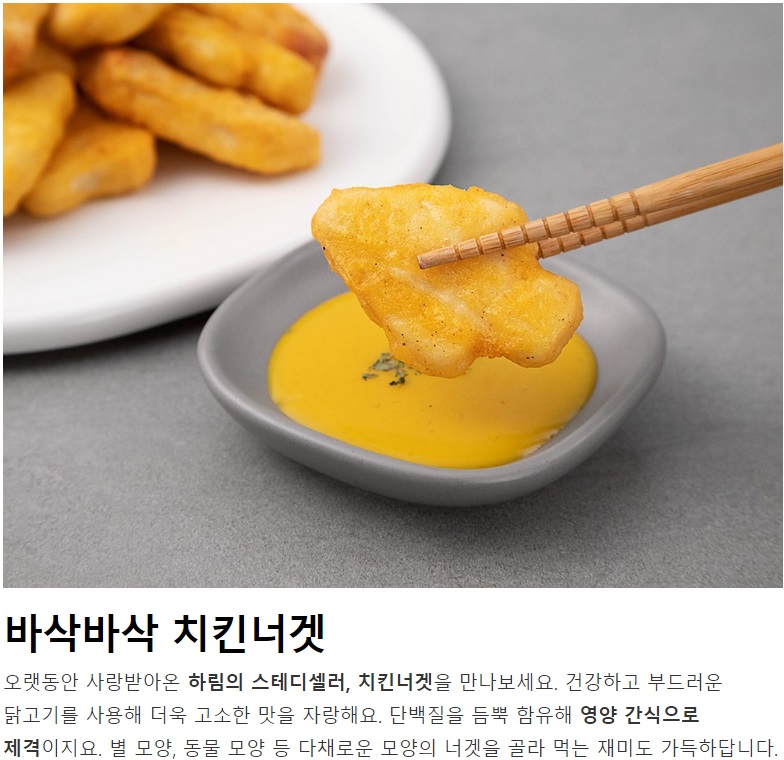 바삭바삭 치킨너겟
오랫동안 사랑받아온 하림의 스테디셀러, 치킨너겟을 만나보세요. 건강하고 부드러운
닭고기를 사용해 더욱 고소한 맛을 자랑해요. 단백질을 듬뿍 함유해 영양 간식으로
제격이지요. 별 모양, 동물 모양 등 다채로운 모양의 너겟을 골라 먹는 재미도 가득하답니다.